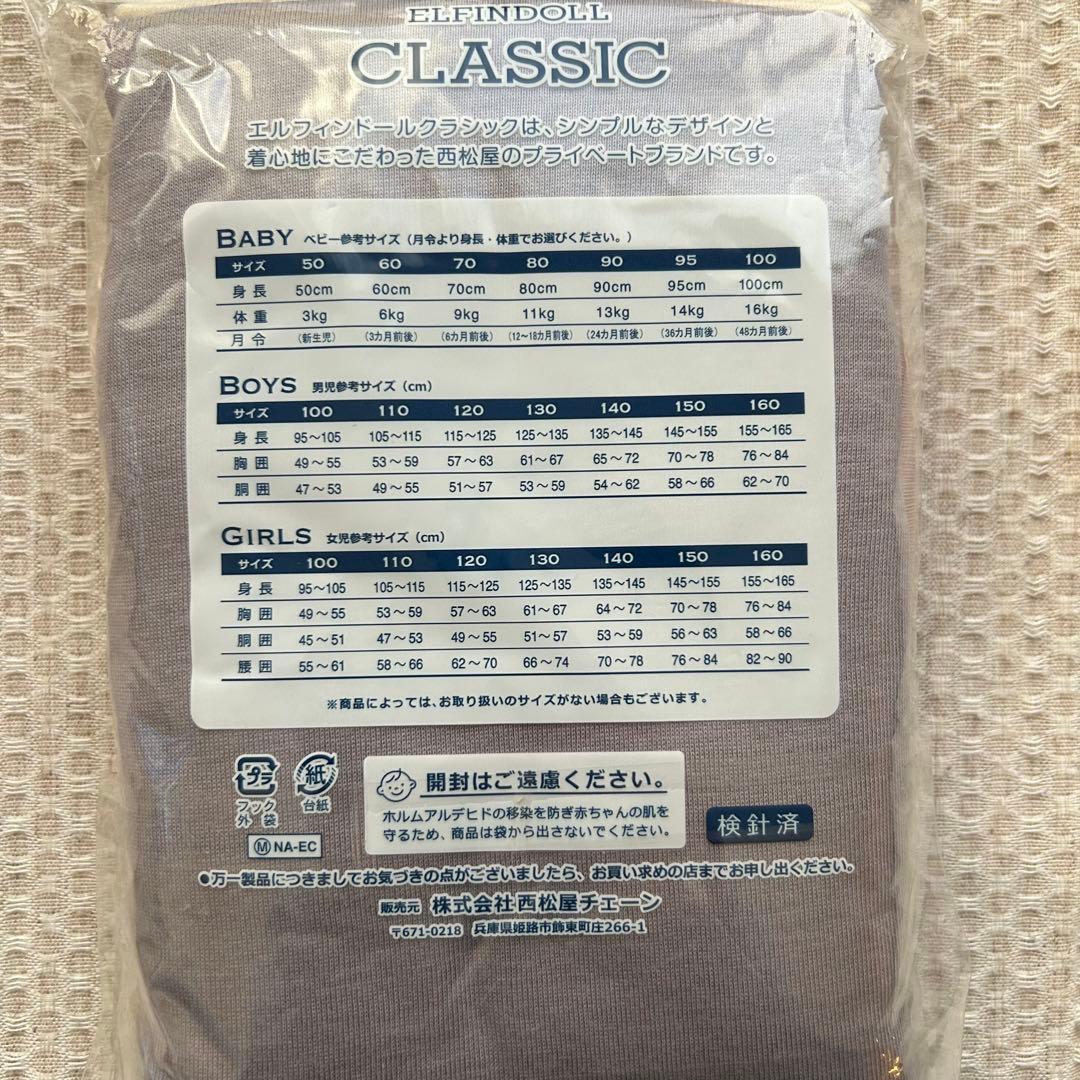 ELFINDOLL
CLASSIC
エルフィンドールクラシックは、シンプルなデザインと
着心地にこだわった西松屋のプライベートブランドです。
BABY ベビー参考サイズ（月令より身長・体重でお選びください。）
サイズ 50 60 70 80 90 95 100
身長 50cm 60cm 70cm 80cm 90cm 95cm 100cm
体重 3kg 6kg 9kg 11kg 13kg 14kg 16kg
月令 （新生児） （3カ月前後） （6カ月前後） （12～18カ月前後） （24カ月前後） （36カ月前後） （48カ月前後）
BOYS 男児参考サイズ（cm）
サイズ 100 110 120 130 140 150 160
身長 95～105 105～115 115～125 125～135 135～145 145～155 155～165
胸囲 49～55 53～59 57～63 61～67 65～72 70～78 76～84
胴囲 47～53 49～55 51～57 53～59 54～62 58～66 62～70
GIRLS 女児参考サイズ（cm）
サイズ 100 110 120 130 140 150 160
身長 95～105 105～115 115～125 125～135 135～145 145～155 155～165
胸囲 49～55 53～59 57～63 61～67 64～72 70～78 76～84
胴囲 45～51 47～53 49～55 51～57 53～59 56～63 58～66
腰囲 55～61 58～66 62～70 66～74 70～78 76～84 82～90
※商品によっては、お取り扱いのサイズがない場合もございます。
プラ
フック
外袋
紙
台紙
Ⓜ NA-EC
開封はご遠慮ください。
ホルムアルデヒドの移染を防ぎ赤ちゃんの肌を
守るため、商品は袋から出さないでください。
検針済
●万一製品につきましてお気づきの点がございましたら、お買い求めの店までお申し出ください。
販売元 株式会社西松屋チェーン
〒671-0218 兵庫県姫路市飾東町庄266-1